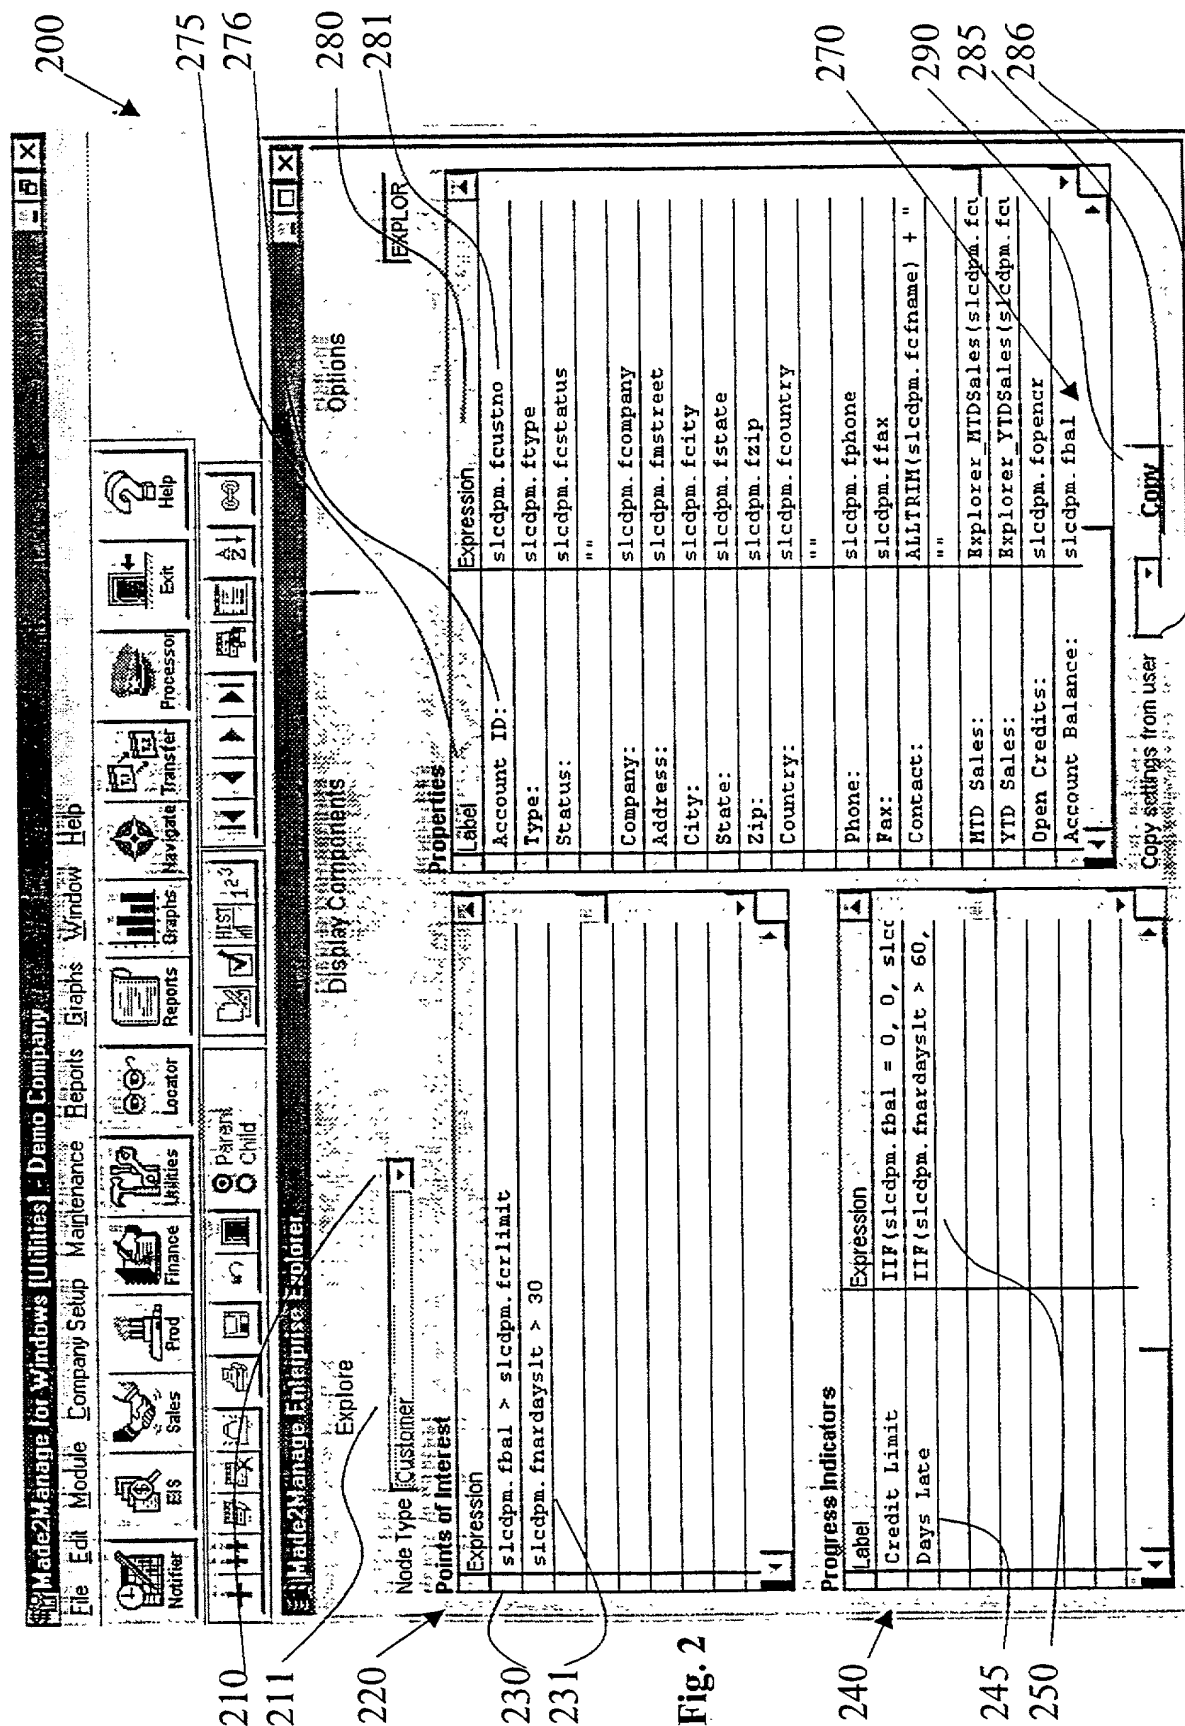 200
Made2Manage for Windows [Utilities] - Demo Company
File Edit Module Company Setup Maintenance Reports Graphs Window Help
Notifier EIS Sales Prod Finance Utilities Locator Reports Graphs Navigate Transfer Processor Exit Help
Parent
Child
HIST 123
Made2Manage Enterprise Explorer
Explore Display Components Options
Node Type Customer
EXPLOR
Points of Interest
Expression
slcdpm.fbal > slcdpm.fcrlimit
slcdpm.fnardayslt > 30
Progress Indicators
Label Expression
Credit Limit IIF(slcdpm.fbal = 0, 0, slcd
Days Late IIF(slcdpm.fnardayslt > 60,
Properties
Label Expression
Account ID: slcdpm.fcustno
Type: slcdpm.ftype
Status: slcdpm.fcstatus
""
Company: slcdpm.fcompany
Address: slcdpm.fmstreet
City: slcdpm.fcity
State: slcdpm.fstate
Zip: slcdpm.fzip
Country: slcdpm.fcountry
""
Phone: slcdpm.fphone
Fax: slcdpm.ffax
Contact: ALLTRIM(slcdpm.fcfname) + "
""
MTD Sales: Explorer_MTDSales(slcdpm.fcu
YTD Sales: Explorer_YTDSales(slcdpm.fcu
Open Credits: slcdpm.fopencr
Account Balance: slcdpm.fbal
Copy settings from user Copy
210
211
220
230
231
240
245
250
275
276
280
281
270
290
285
286
Fig. 2